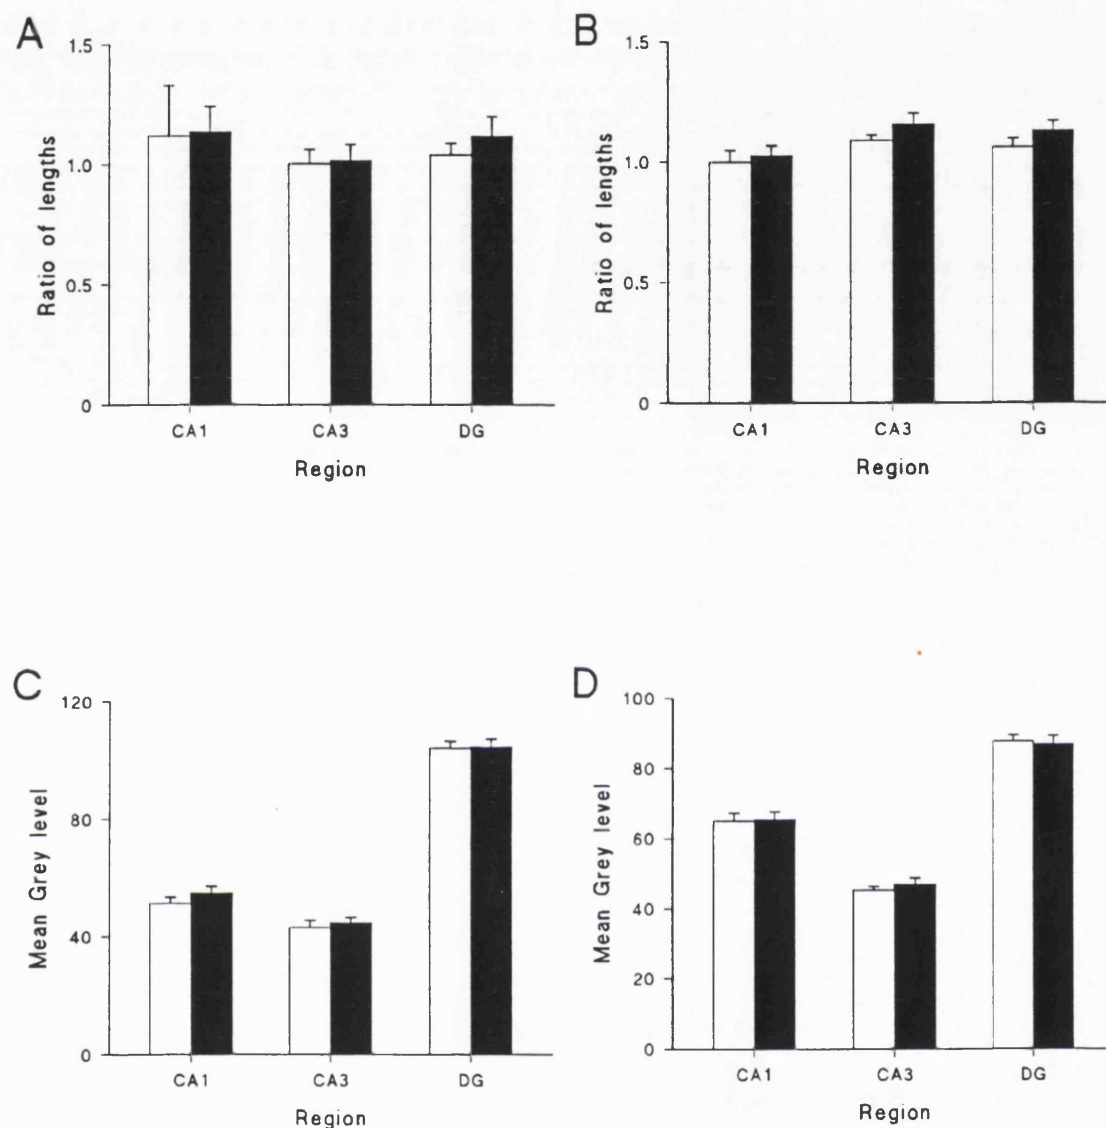 A
1.5
1.0
0.5
0
Ratio of lengths
CA1 CA3 DG
Region
B
1.5
1.0
0.5
0
Ratio of lengths
CA1 CA3 DG
Region
C
120
80
40
0
Mean Grey level
CA1 CA3 DG
Region
D
100
80
60
40
20
0
Mean Grey level
CA1 CA3 DG
Region